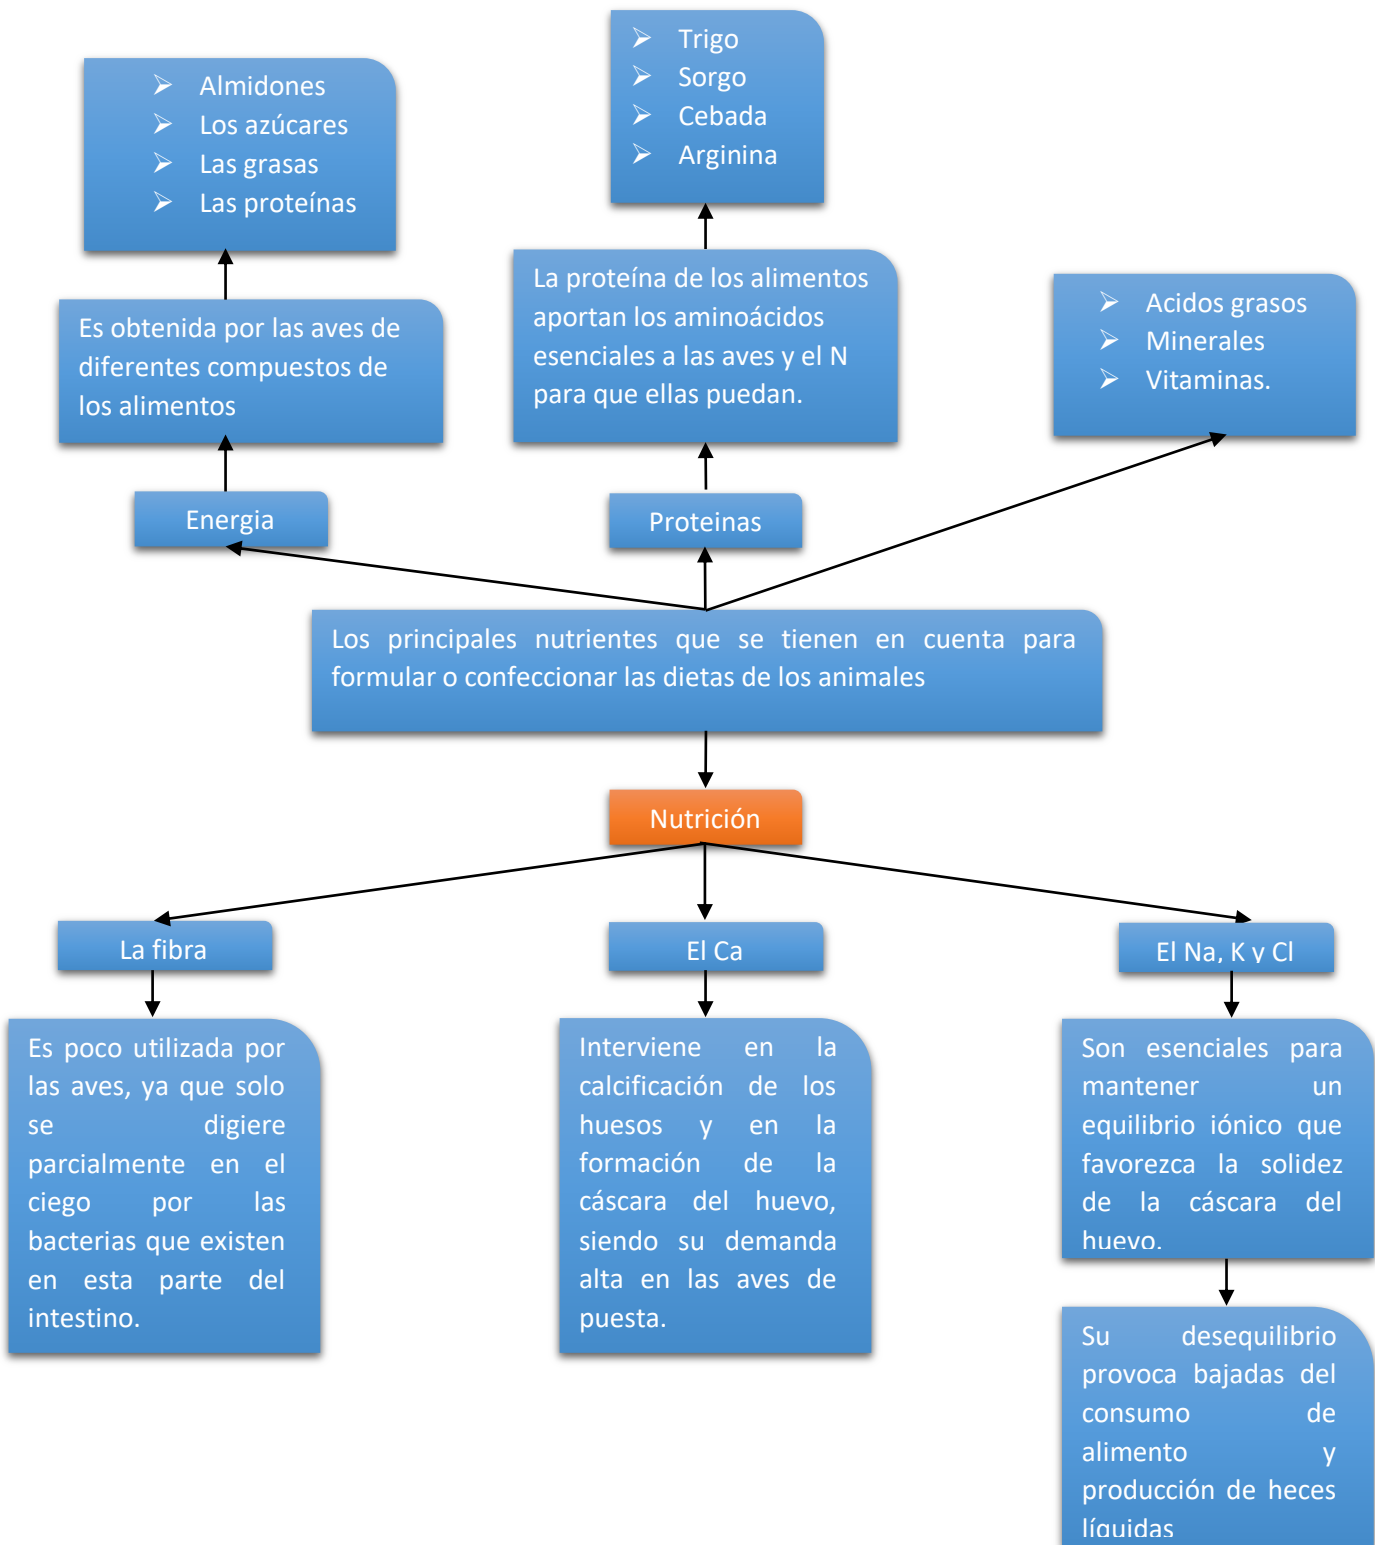 Trigo
Sorgo
Cebada
Arginina
Almidones
Los azúcares
Las grasas
Las proteínas
La proteína de los alimentos
aportan los aminoácidos
esenciales a las aves y el N
para que ellas puedan.
Acidos grasos
Minerales
Vitaminas.
Es obtenida por las aves de
diferentes compuestos de
los alimentos
Energia
Proteinas
Los principales nutrientes que se tienen en cuenta para
formular o confeccionar las dietas de los animales
Nutrición
La fibra
El Ca
El Na, K y Cl
Es poco utilizada por
las aves, ya que solo
se digiere
parcialmente en el
ciego por las
bacterias que existen
en esta parte del
intestino.
Interviene en la
calcificación de los
huesos y en la
formación de la
cáscara del huevo,
siendo su demanda
alta en las aves de
puesta.
Son esenciales para
mantener un
equilibrio iónico que
favorezca la solidez
de la cáscara del
huevo.
Su desequilibrio
provoca bajadas del
consumo de
alimento y
producción de heces
líquidas